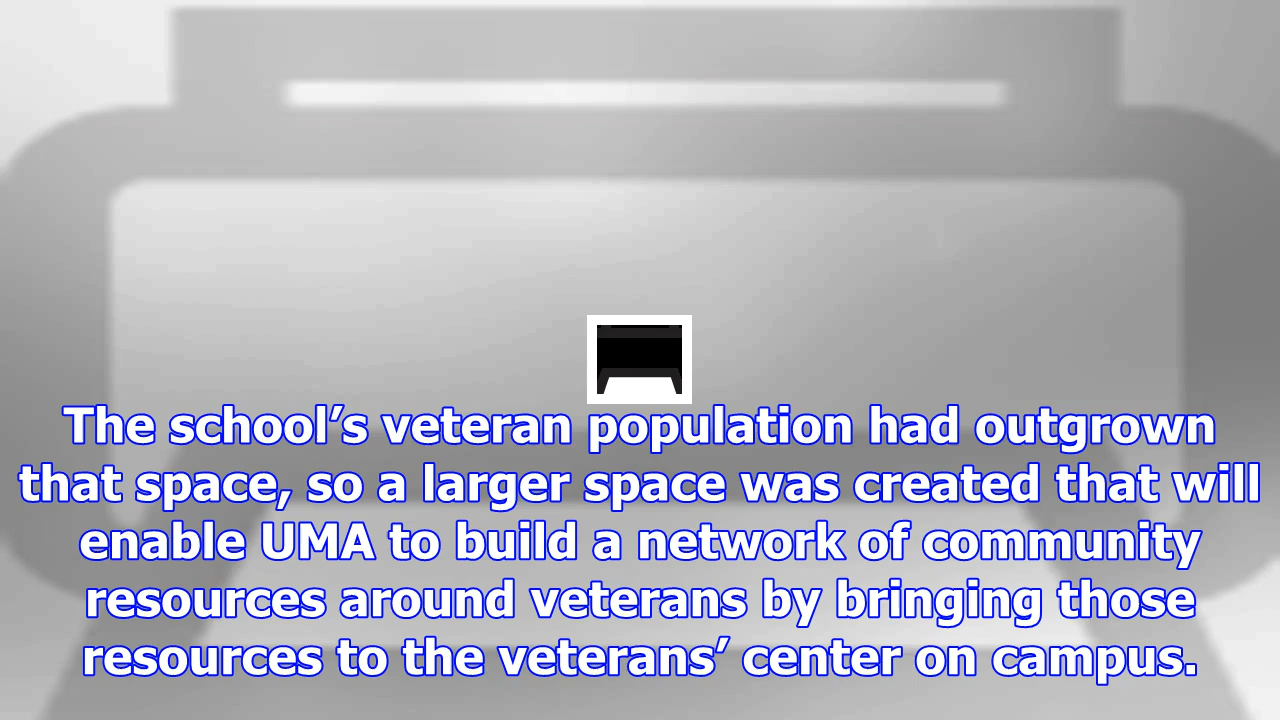 The school’s veteran population had outgrown
that space, so a larger space was created that will
enable UMA to build a network of community
resources around veterans by bringing those
resources to the veterans’ center on campus.